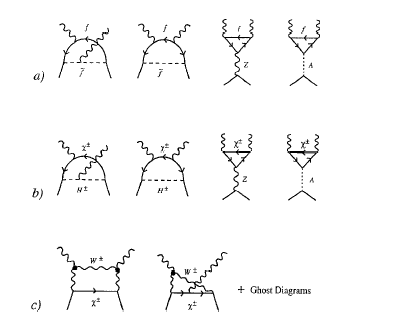 f f f f
Z A
a) f̃ f̃
χ± χ± χ± χ±
Z A
b) H± H±
W± W±
+ Ghost Diagrams
c) χ± χ±